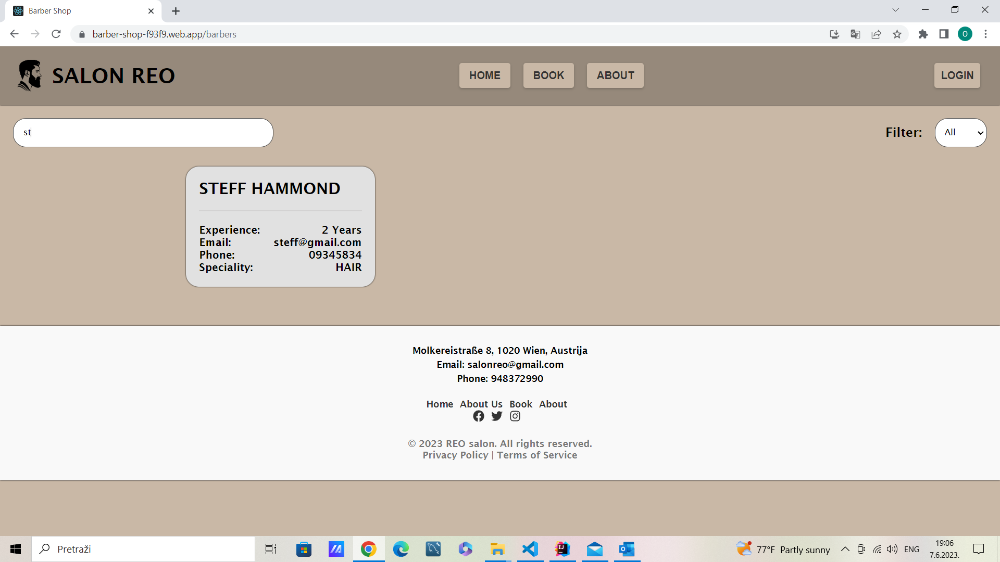 Barber Shop
barber-shop-f93f9.web.app/barbers
O
SALON REO
HOME
BOOK
ABOUT
LOGIN
st
Filter:
All
STEFF HAMMOND
Experience: 2 Years
Email: steff@gmail.com
Phone: 09345834
Speciality: HAIR
Molkereistraße 8, 1020 Wien, Austrija
Email: salonreo@gmail.com
Phone: 948372990
Home About Us Book About
© 2023 REO salon. All rights reserved.
Privacy Policy | Terms of Service
Pretraži
77°F Partly sunny
ENG
19:06
7.6.2023.